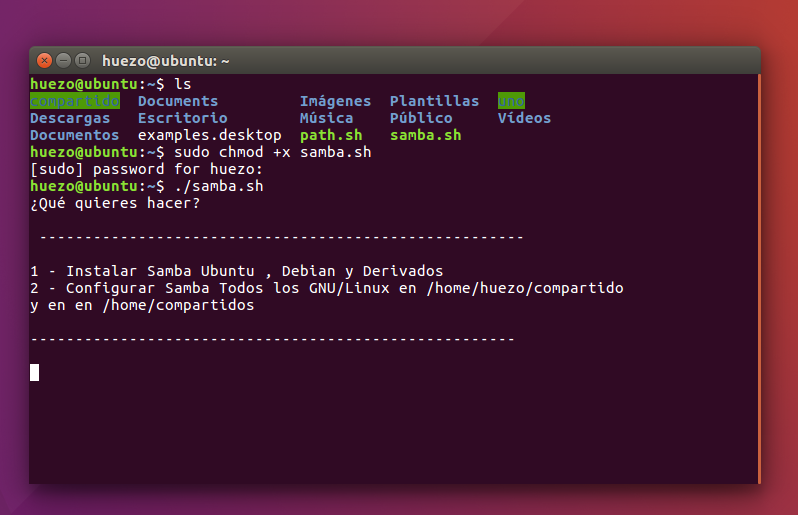 huezo@ubuntu: ~
huezo@ubuntu:~$ ls
compartido Documents Imágenes Plantillas uno
Descargas Escritorio Música Público Vídeos
Documentos examples.desktop path.sh samba.sh
huezo@ubuntu:~$ sudo chmod +x samba.sh
[sudo] password for huezo:
huezo@ubuntu:~$ ./samba.sh
¿Qué quieres hacer?
------------------------------------------------------
1 - Instalar Samba Ubuntu , Debian y Derivados
2 - Configurar Samba Todos los GNU/Linux en /home/huezo/compartido
y en en /home/compartidos
------------------------------------------------------